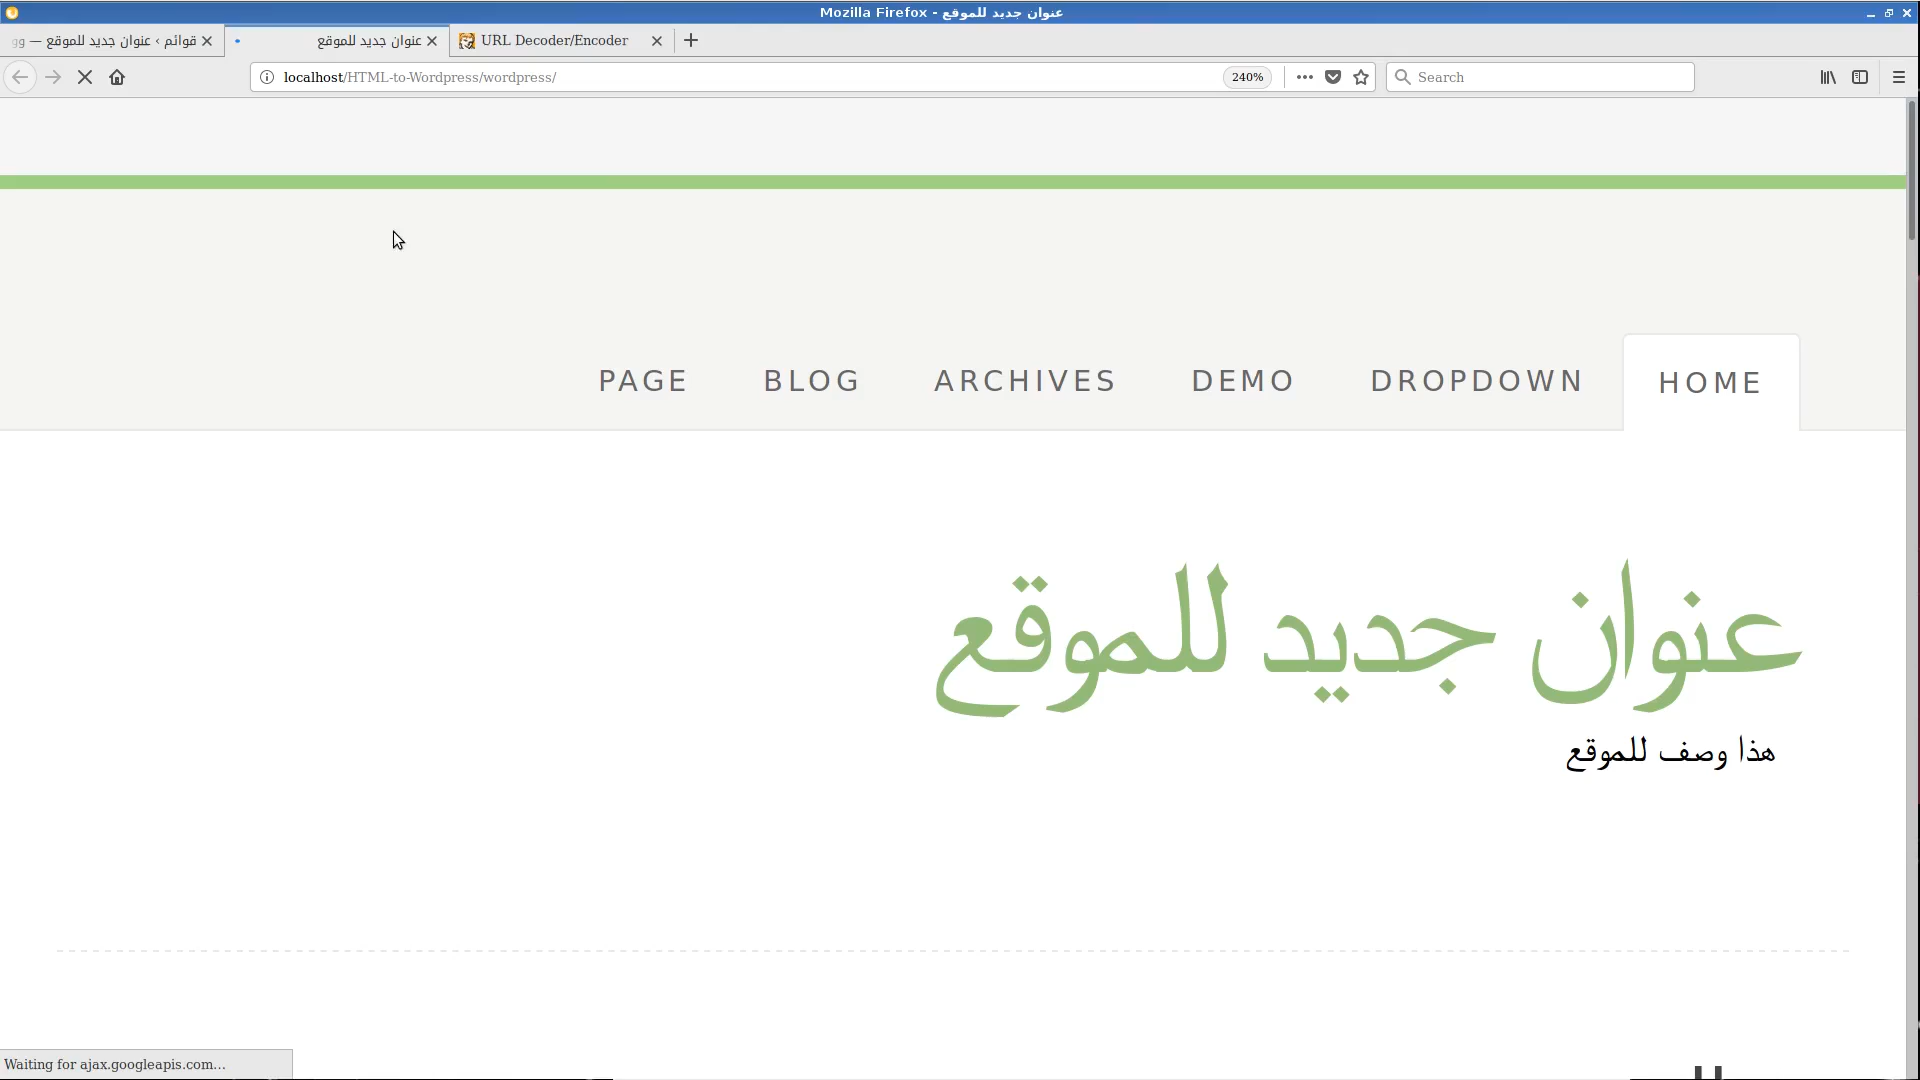 عنوان جديد للموقع - Mozilla Firefox
قوائم ‹ عنوان جديد للموقع —
عنوان جديد للموقع
URL Decoder/Encoder
localhost/HTML-to-Wordpress/wordpress/
240%
Search
PAGE BLOG ARCHIVES DEMO DROPDOWN HOME
عنوان جديد للموقع
هذا وصف للموقع
Waiting for ajax.googleapis.com...